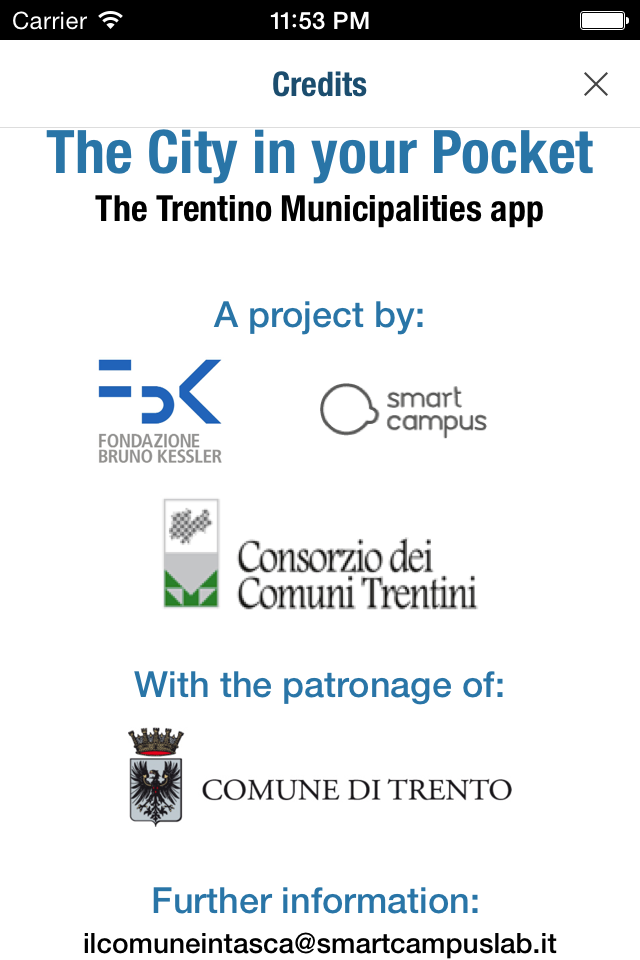 Carrier 11:53 PM
Credits
The City in your Pocket
The Trentino Municipalities app
A project by:
FBK
FONDAZIONE
BRUNO KESSLER
smart
campus
Consorzio dei
Comuni Trentini
With the patronage of:
COMUNE DI TRENTO
Further information:
ilcomuneintasca@smartcampuslab.it